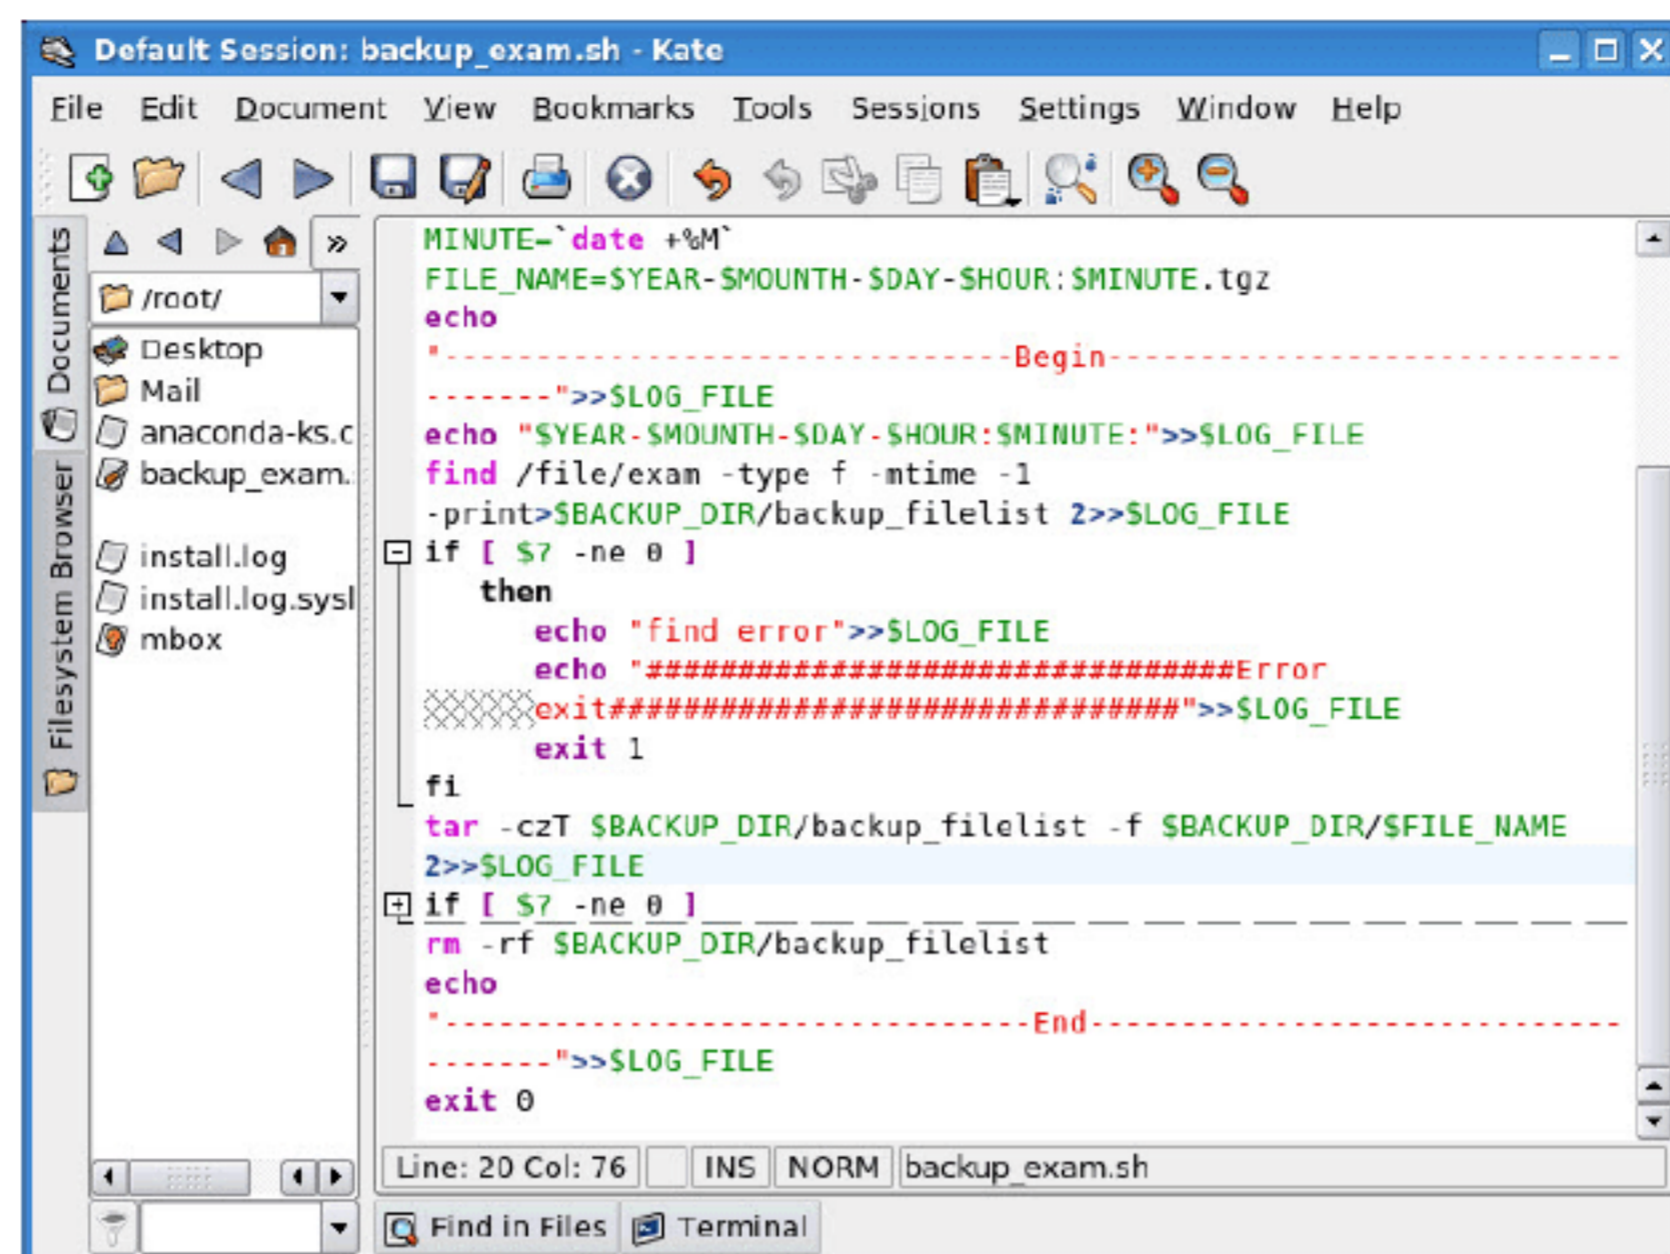 Default Session: backup_exam.sh - Kate
File Edit Document View Bookmarks Tools Sessions Settings Window Help
Documents
Filesystem Browser
/root/
Desktop
Mail
anaconda-ks.c
backup_exam.
install.log
install.log.sysl
mbox
MINUTE=`date +%M`
FILE_NAME=$YEAR-$MOUNTH-$DAY-$HOUR:$MINUTE.tgz
echo
"-------------------------------Begin----------------------------
-------">>$LOG_FILE
echo "$YEAR-$MOUNTH-$DAY-$HOUR:$MINUTE:">>$LOG_FILE
find /file/exam -type f -mtime -1
-print>$BACKUP_DIR/backup_filelist 2>>$LOG_FILE
if [ $? -ne 0 ]
then
echo "find error">>$LOG_FILE
echo "################################Error
exit###############################">>$LOG_FILE
exit 1
fi
tar -czT $BACKUP_DIR/backup_filelist -f $BACKUP_DIR/$FILE_NAME
2>>$LOG_FILE
if [ $? -ne 0 ]
rm -rf $BACKUP_DIR/backup_filelist
echo
"--------------------------------End-----------------------------
-------">>$LOG_FILE
exit 0
Line: 20 Col: 76 INS NORM backup_exam.sh
Find in Files Terminal